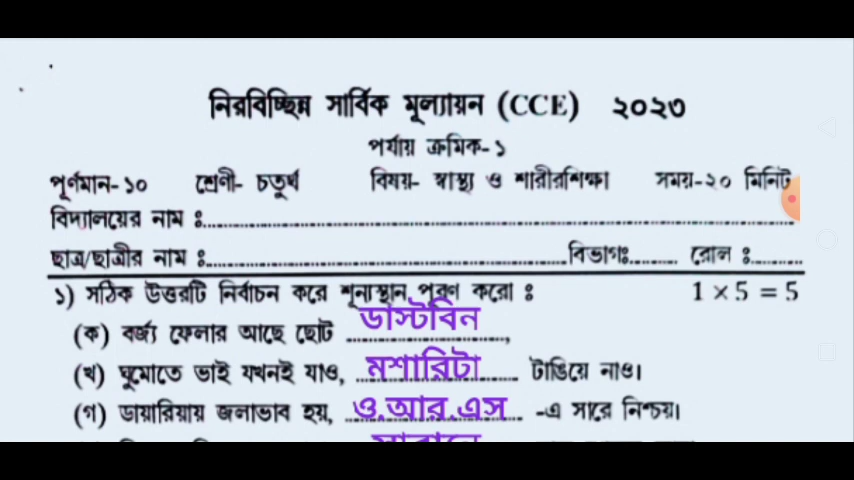 নিরবিচ্ছিন্ন সার্বিক মূল্যায়ন (CCE) ২০২৩
পর্যায় ক্রমিক-১
পূর্ণমান-১০ শ্রেণী- চতুর্থ বিষয়- স্বাস্থ্য ও শারীরশিক্ষা সময়-২০ মিনিট
বিদ্যালয়ের নাম ঃ
ছাত্র/ছাত্রীর নাম ঃ বিভাগঃ রোল ঃ
১) সঠিক উত্তরটি নির্বাচন করে শূন্যস্থান পূরণ করো ঃ 1 × 5 = 5
(ক) বর্জ্য ফেলার আছে ছোট ডাস্টবিন,
(খ) ঘুমোতে ভাই যখনই যাও, মশারিটা টাঙিয়ে নাও।
(গ) ডায়ারিয়ায় জলাভাব হয়, ও.আর.এস -এ সারে নিশ্চয়।